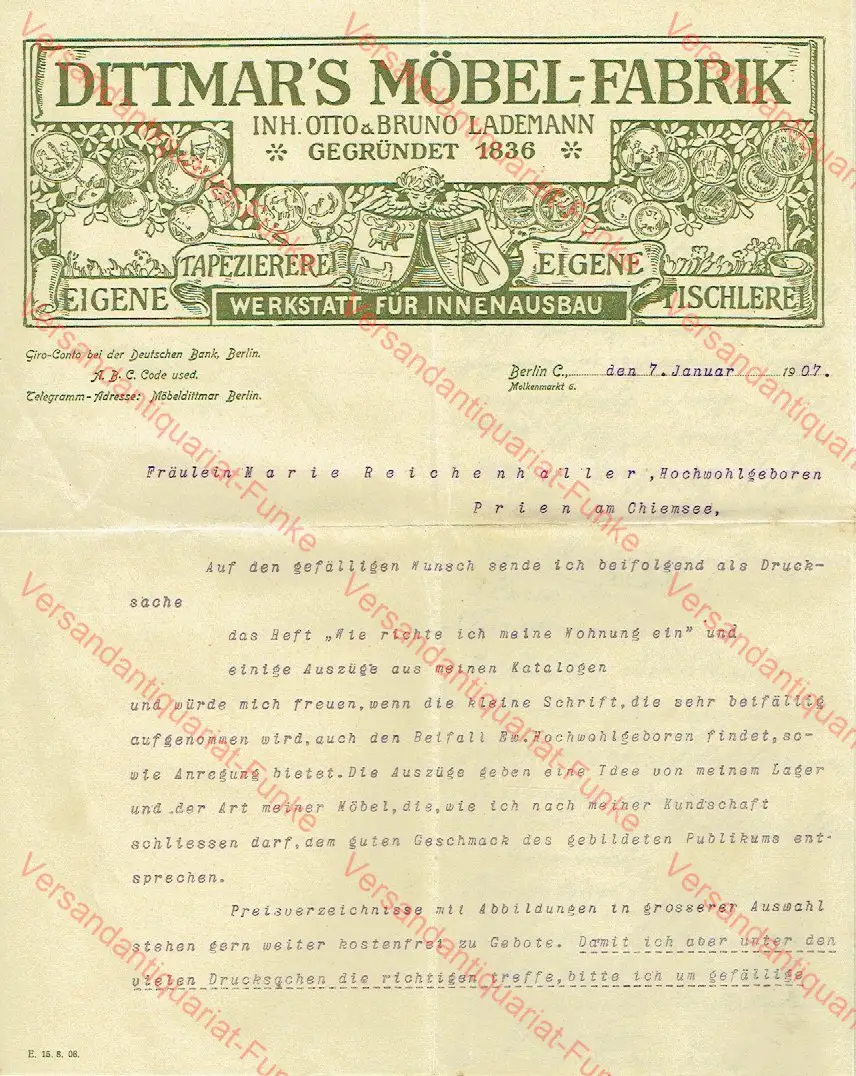 DITTMAR'S MÖBEL-FABRIK
INH. OTTO & BRUNO LADEMANN
GEGRÜNDET 1836
EIGENE TAPEZIEREREI
EIGENE TISCHLEREI
WERKSTATT FÜR INNENAUSBAU
Giro-Conto bei der Deutschen Bank, Berlin.
A. B. C. Code used.
Telegramm-Adresse: Möbeldittmar Berlin.
Berlin C., den 7. Januar 1907.
Molkenmarkt 6.
Fräulein Marie Reichenhaller, Hochwohlgeboren
Prien am Chiemsee,
Auf den gefälligen Wunsch sende ich beifolgend als Druck-
sache
das Heft „Wie richte ich meine Wohnung ein" und
einige Auszüge aus meinen Katalogen
und würde mich freuen, wenn die kleine Schrift, die sehr beifällig
aufgenommen wird, auch den Beifall Ew. Hochwohlgeboren findet, so-
wie Anregung bietet. Die Auszüge geben eine Idee von meinem Lager
und der Art meiner Möbel, die, wie ich nach meiner Kundschaft
schliessen darf, dem guten Geschmack des gebildeten Publikums ent-
sprechen.
Preisverzeichnisse mit Abbildungen in grosserer Auswahl
stehen gern weiter kostenfrei zu Gebote. Damit ich aber unter den
vielen Drucksachen die richtigen treffe, bitte ich um gefällige
E. 15. 8. 06.
Versandantiquariat-Funke